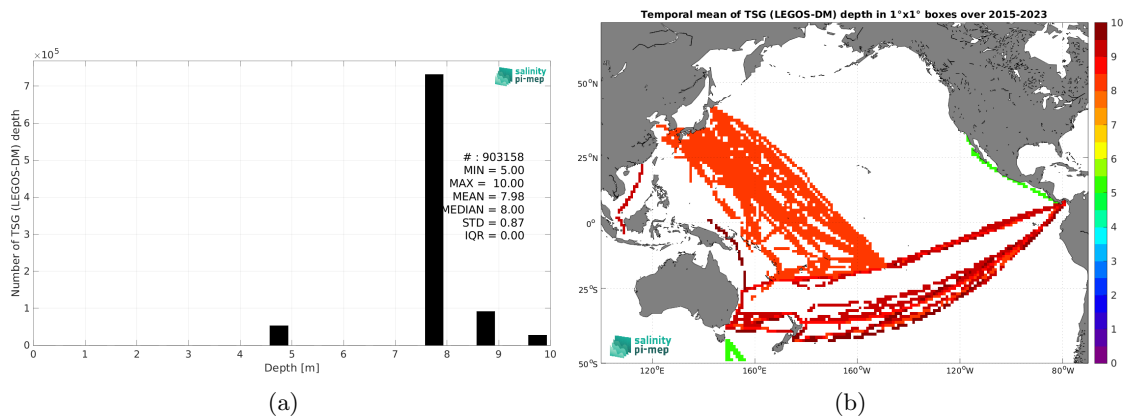 ×10⁵
7
6
5
4
3
2
1
0
0 1 2 3 4 5 6 7 8 9 10
Number of TSG (LEGOS-DM) depth
Depth [m]
salinity
pi-mep
# : 903158
MIN = 5.00
MAX = 10.00
MEAN = 7.98
MEDIAN = 8.00
STD = 0.87
IQR = 0.00
(a)
Temporal mean of TSG (LEGOS-DM) depth in 1°x1° boxes over 2015-2023
50°N
25°N
0°
25°S
50°S
120°E 160°E 160°W 120°W 80°W
salinity
pi-mep
10
9
8
7
6
5
4
3
2
1
0
(b)